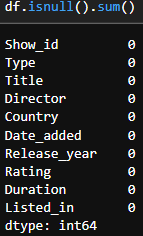 df.isnull().sum()
Show_id 0
Type 0
Title 0
Director 0
Country 0
Date_added 0
Release_year 0
Rating 0
Duration 0
Listed_in 0
dtype: int64